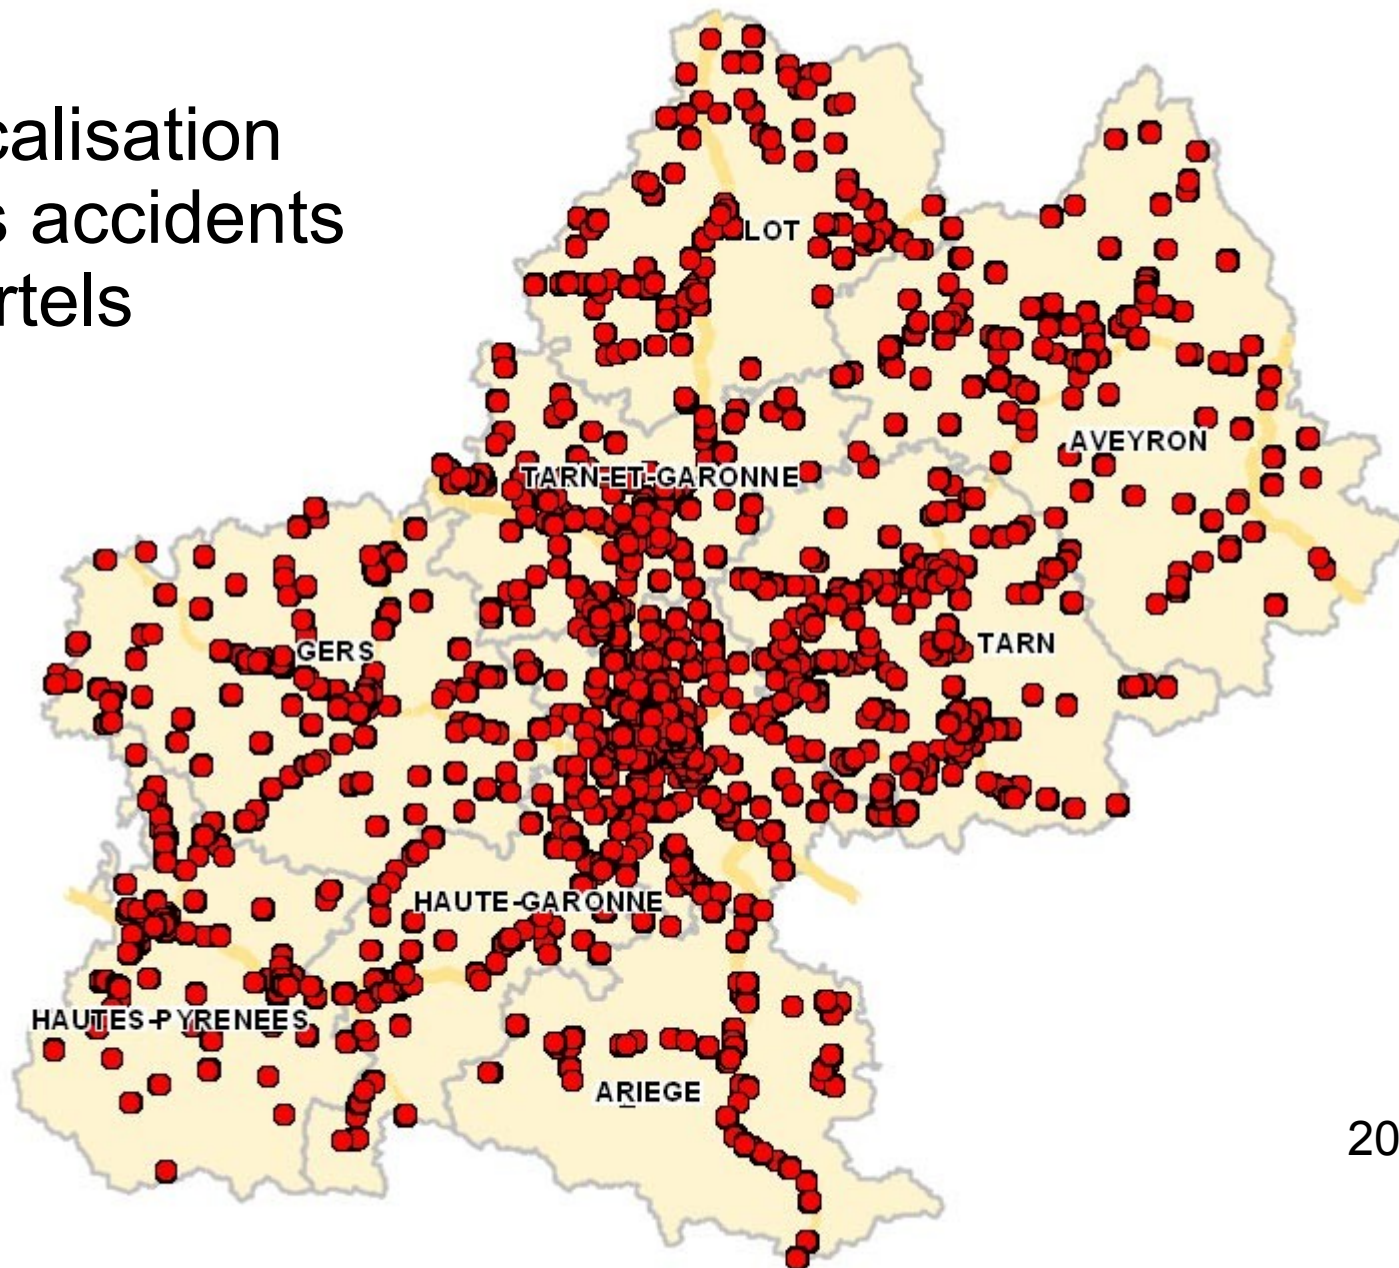 calisation
s accidents
rtels
LOT
AVEYRON
TARN-ET-GARONNE
TARN
GERS
HAUTE-GARONNE
HAUTES-PYRENEES
ARIEGE
20